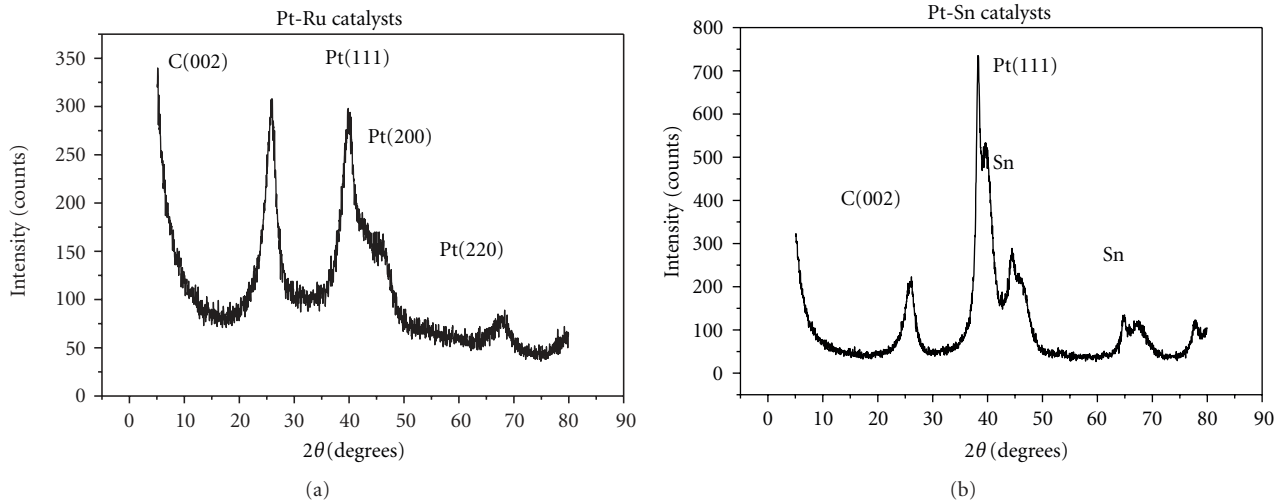 Pt-Ru catalysts
350
300
250
200
150
100
50
0
Intensity (counts)
C(002)
Pt(111)
Pt(200)
Pt(220)
0 10 20 30 40 50 60 70 80 90
2θ (degrees)
(a)
Pt-Sn catalysts
800
700
600
500
400
300
200
100
0
Intensity (counts)
Pt(111)
Sn
C(002)
Sn
0 10 20 30 40 50 60 70 80 90
2θ (degrees)
(b)